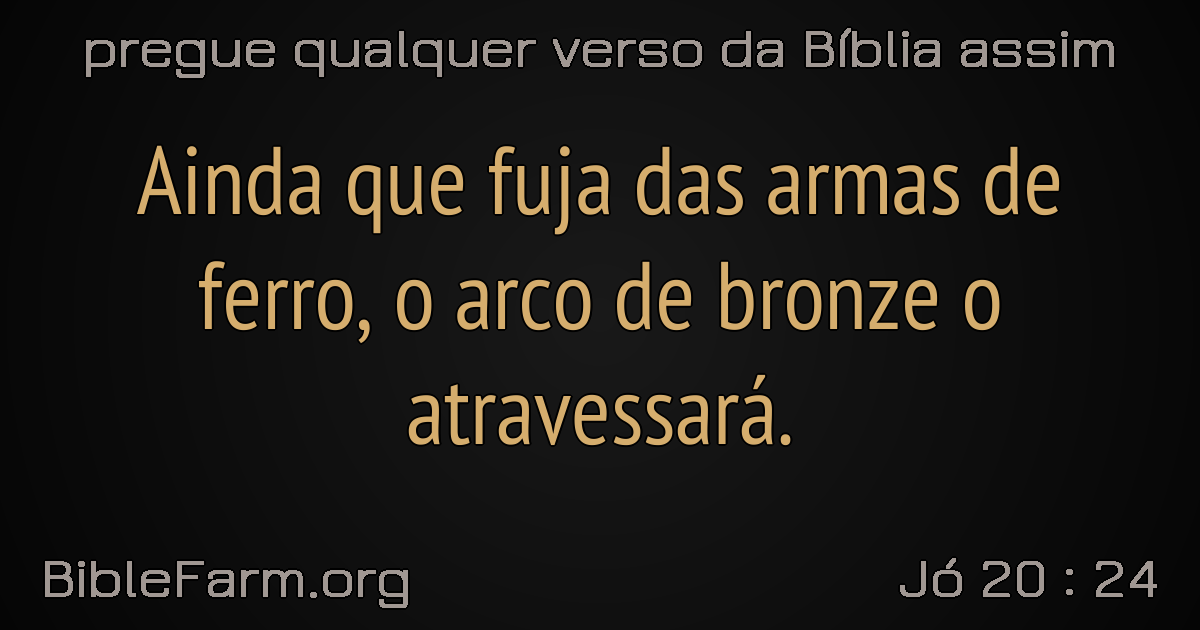 pregue qualquer verso da Bíblia assim
Ainda que fuja das armas de
ferro, o arco de bronze o
atravessará.
BibleFarm.org
Jó 20 : 24